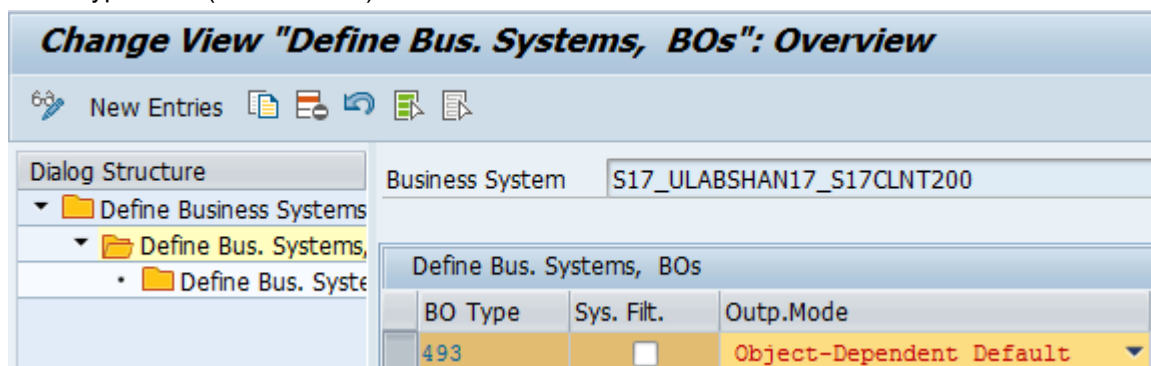 Change View "Define Bus. Systems, BOs": Overview
New Entries
Dialog Structure
Define Business Systems
Define Bus. Systems,
Define Bus. Syste
Business System S17_ULABSHAN17_S17CLNT200
Define Bus. Systems, BOs
BO Type Sys. Filt. Outp.Mode
493 Object-Dependent Default